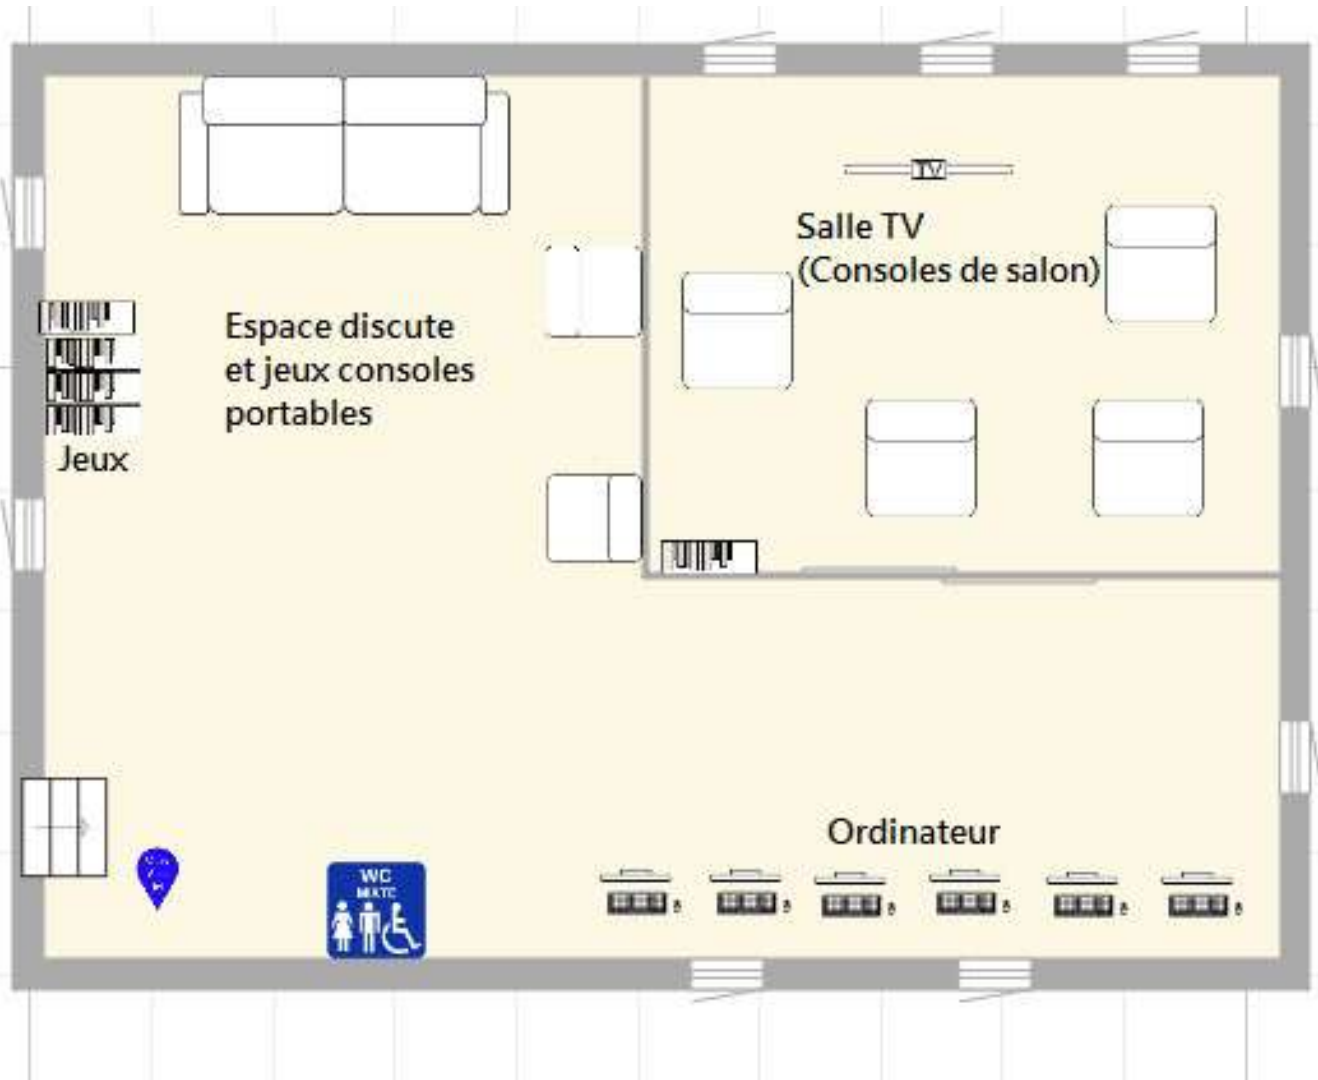 TV
Salle TV
(Consoles de salon)
Espace discute
et jeux consoles
portables
Jeux
Ordinateur
WC